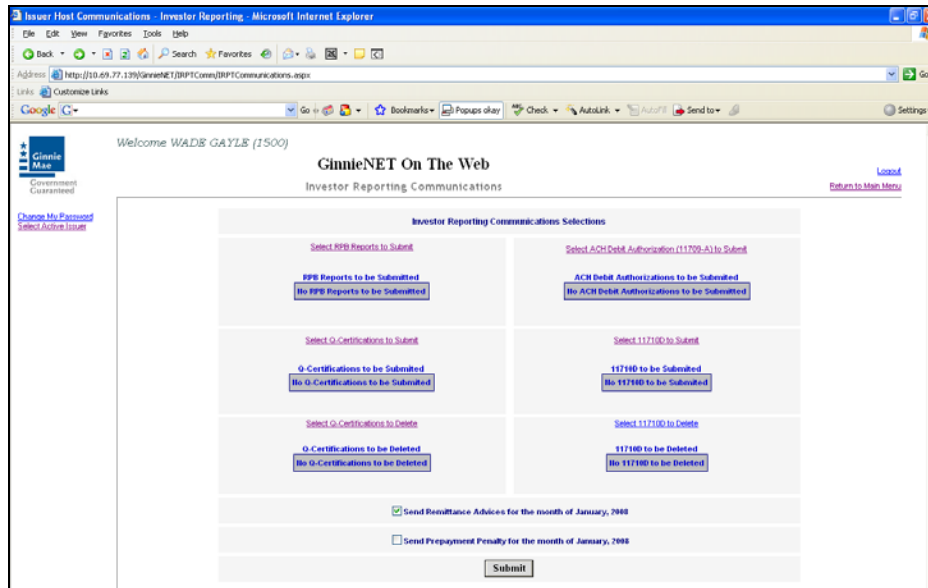 Issuer Host Communications - Investor Reporting - Microsoft Internet Explorer
File Edit View Favorites Tools Help
Back Search Favorites
Address http://10.69.77.139/GinnieNET/IRPTComm/IRPTCommunications.aspx Go
Links Customize Links
Google G Go Bookmarks Popups okay Check AutoLink AutoFill Send to Settings
Welcome WADE GAYLE (1500)
Ginnie Mae
Government
Guaranteed
GinnieNET On The Web
Investor Reporting Communications
Logout
Return to Main Menu
Change My Password
Select Active Issuer
Investor Reporting Communications Selections
Select RPB Reports to Submit
RPB Reports to be Submitted
No RPB Reports to be Submitted
Select ACH Debit Authorization (11709-A) to Submit
ACH Debit Authorizations to be Submited
No ACH Debit Authorizations to be Submitted
Select Q-Certifications to Submit
Q-Certifications to be Submited
No Q-Certifications to be Submited
Select 11710D to Submit
11710D to be Submited
No 11710D to be Submitted
Select Q-Certifications to Delete
Q-Certifications to be Deleted
No Q-Certifications to be Deleted
Select 11710D to Delete
11710D to be Deleted
No 11710D to be Deleted
Send Remittance Advices for the month of January, 2008
Send Prepayment Penalty for the month of January, 2008
Submit